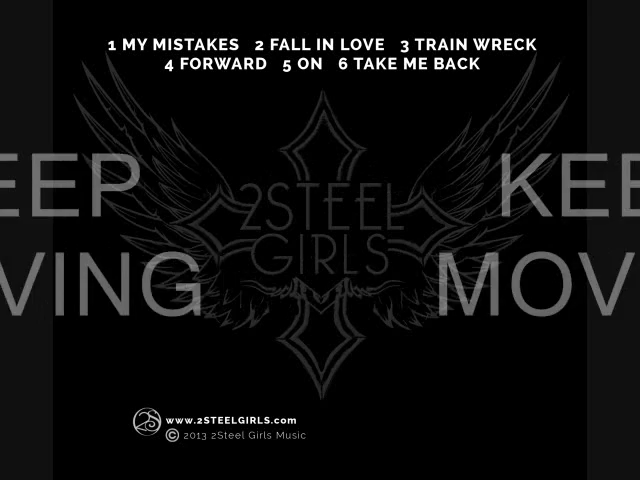 1 MY MISTAKES 2 FALL IN LOVE 3 TRAIN WRECK
4 FORWARD 5 ON 6 TAKE ME BACK
EEP
KEE
2STEEL
GIRLS
VING
MOV
2S
www.2STEELGIRLS.com
© 2013 2Steel Girls Music